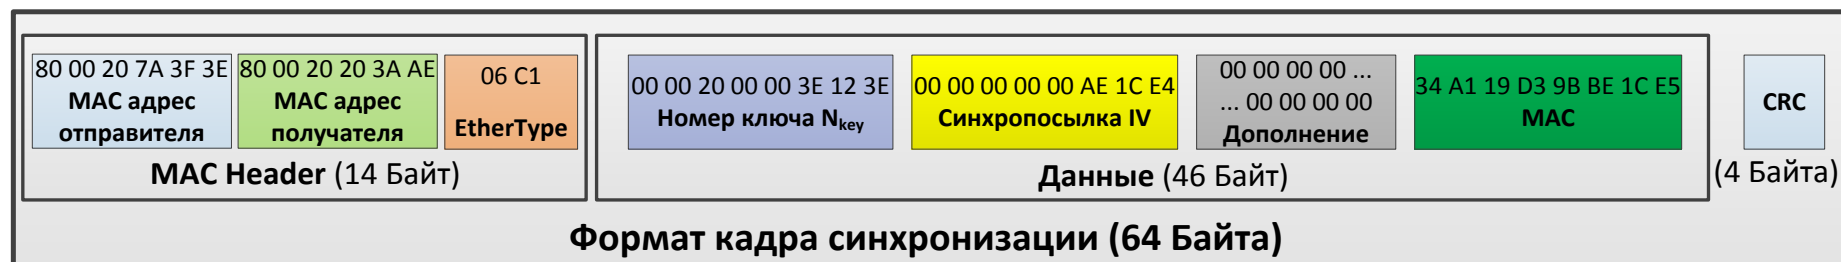 80 00 20 7A 3F 3E
МАС адрес
отправителя
80 00 20 20 3A AE
МАС адрес
получателя
06 C1
EtherType
MAC Header (14 Байт)
00 00 20 00 00 3E 12 3E
Номер ключа Nkey
00 00 00 00 00 AE 1C E4
Синхропосылка IV
00 00 00 00 ...
... 00 00 00 00
Дополнение
34 A1 19 D3 9B BE 1C E5
MAC
Данные (46 Байт)
CRC
(4 Байта)
Формат кадра синхронизации (64 Байта)